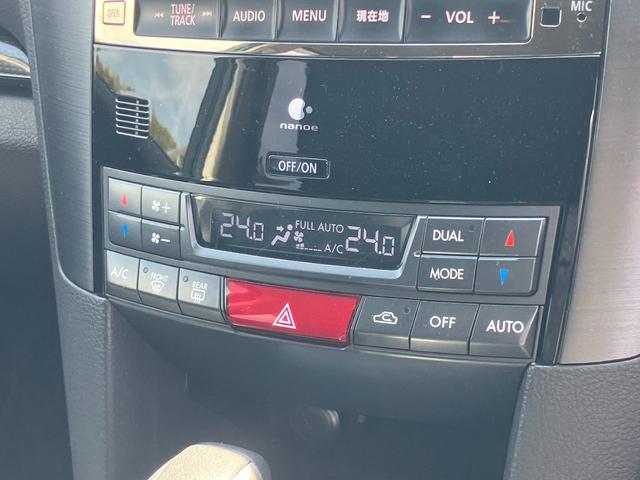 OPEN
TUNE/
TRACK
AUDIO
MENU
現在地
− VOL +
MIC
nanoe
OFF/ON
24.0
FULL AUTO
A/C
24.0
DUAL
MODE
A/C
FRONT
REAR
OFF
AUTO